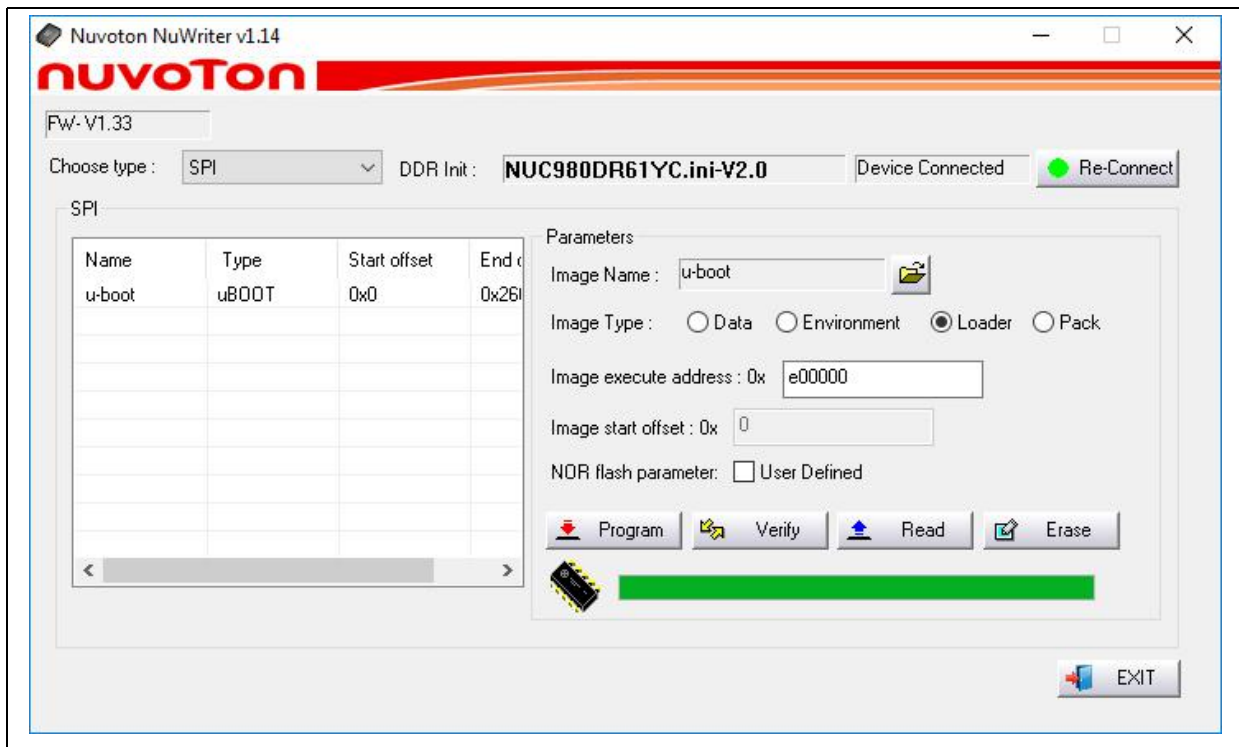 Nuvoton NuWriter v1.14
nuvoTon
FW- V1.33
Choose type : SPI DDR Init : NUC980DR61YC.ini-V2.0 Device Connected Re-Connect
SPI
Name Type Start offset End
u-boot uBOOT 0x0
Parameters
Image Name : u-boot
Image Type : Data Environment Loader Pack
Image execute address : 0x e00000
Image start offset : 0x 0
NOR flash parameter: User Defined
Program Verify Read Erase
EXIT